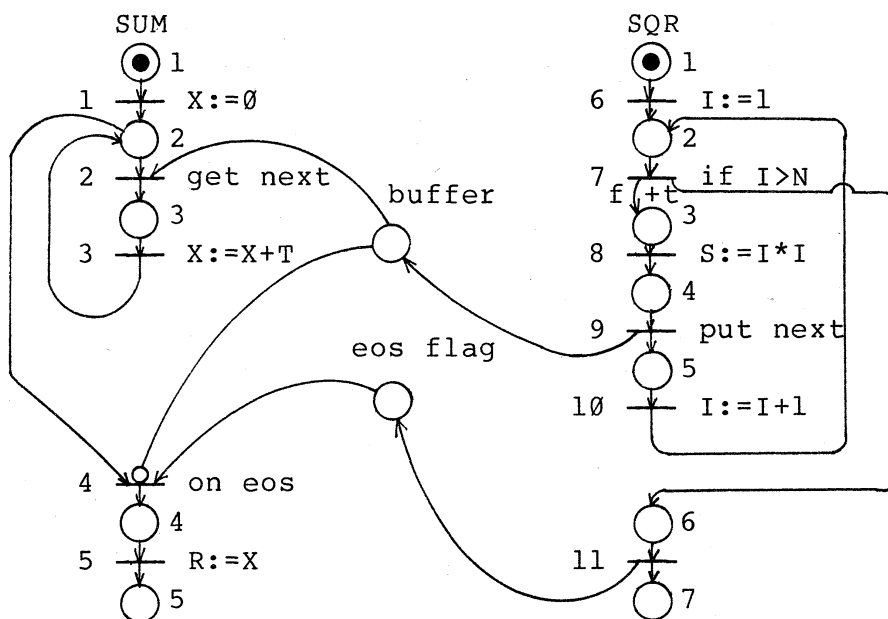 SUM
1
1 X:=Ø
2
2 get next
3
3 X:=X+T
buffer
eos flag
4 on eos
4
5 R:=X
5
SQR
1
6 I:=1
2
7 if I>N
f +t
3
8 S:=I*I
4
9 put next
5
1Ø I:=I+1
6
11
7